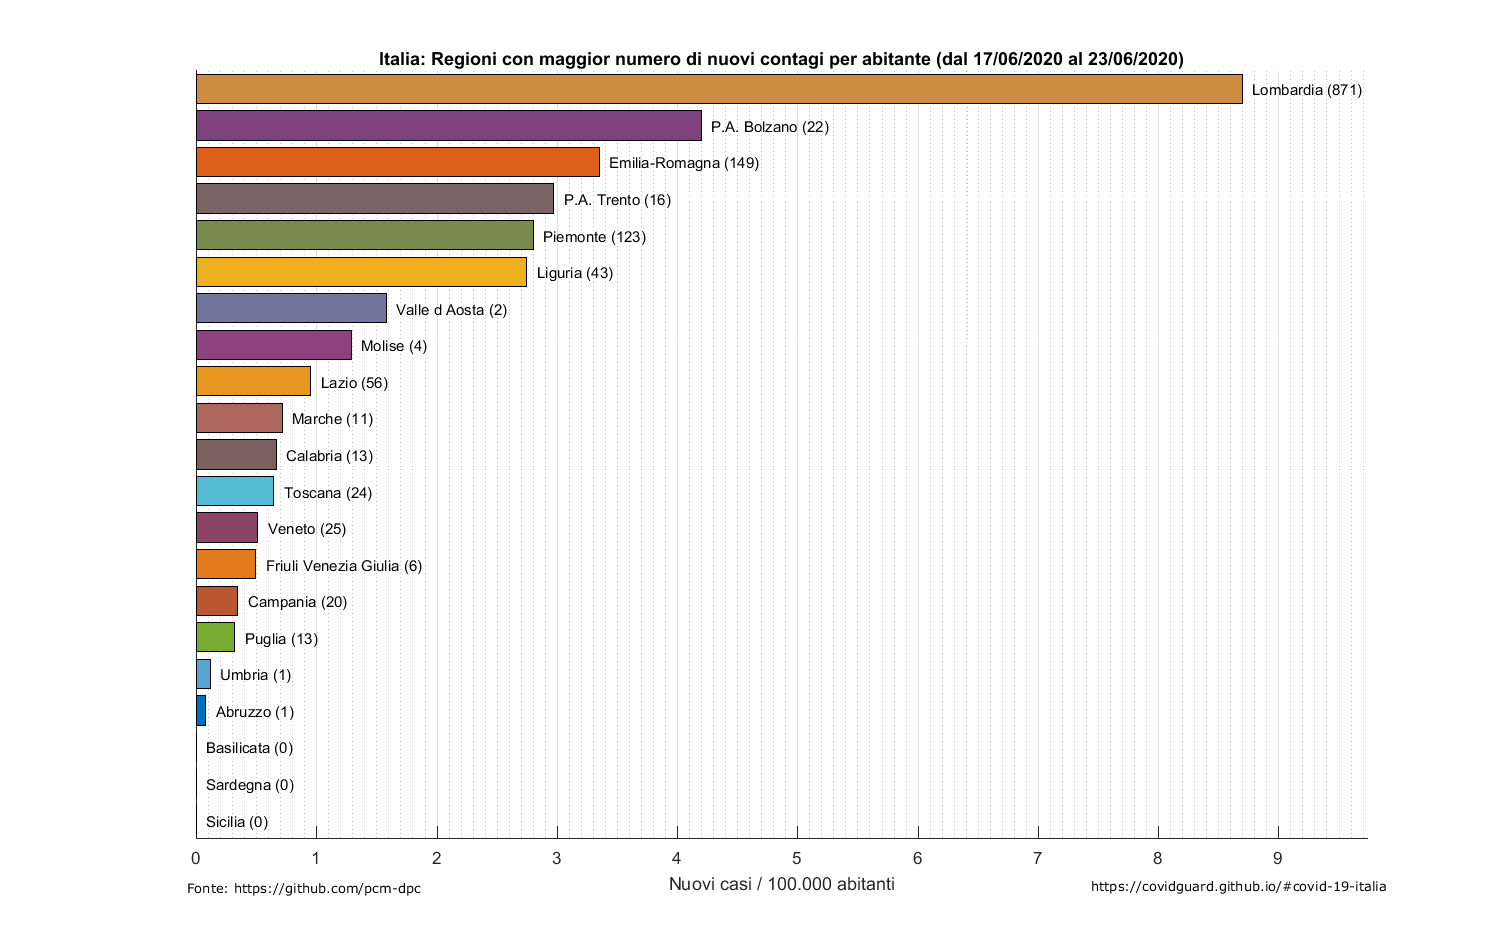 Italia: Regioni con maggior numero di nuovi contagi per abitante (dal 17/06/2020 al 23/06/2020)
Lombardia (871)
P.A. Bolzano (22)
Emilia-Romagna (149)
P.A. Trento (16)
Piemonte (123)
Liguria (43)
Valle d Aosta (2)
Molise (4)
Lazio (56)
Marche (11)
Calabria (13)
Toscana (24)
Veneto (25)
Friuli Venezia Giulia (6)
Campania (20)
Puglia (13)
Umbria (1)
Abruzzo (1)
Basilicata (0)
Sardegna (0)
Sicilia (0)
0 1 2 3 4 5 6 7 8 9
Nuovi casi / 100.000 abitanti
Fonte: https://github.com/pcm-dpc
https://covidguard.github.io/#covid-19-italia